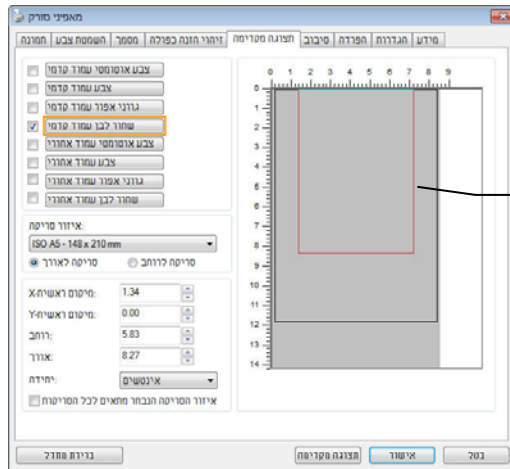 מאפיני סורק
תמונה | השמטת צבע | מסמך | זיהוי הזנה כפולה | תצוגה מקדימה | סיבוב | הפרדה | הגדרות | מידע
צבע אוטומטי עמוד קדמי
צבע עמוד קדמי
גווני אפור עמוד קדמי
שחור לבן עמוד קדמי
צבע אוטומטי עמוד אחורי
צבע עמוד אחורי
גווני אפור עמוד אחורי
שחור לבן עמוד אחורי
איזור סריקה:
ISO A5 - 148 x 210 mm
סריקה לאורך סריקה לרוחב
מיקום ראשית-X: 1.34
מיקום ראשית-Y: 0.00
רוחב: 5.83
אורך: 8.27
יחידה: אינטשים
איזור הסריקה הנבחר מתאים לכל הסריקות
0 1 2 3 4 5 6 7 8 9
0
1
2
3
4
5
6
7
8
9
10
11
12
13
14
ברירת מחדל תצוגה מקדימה אישור בטל